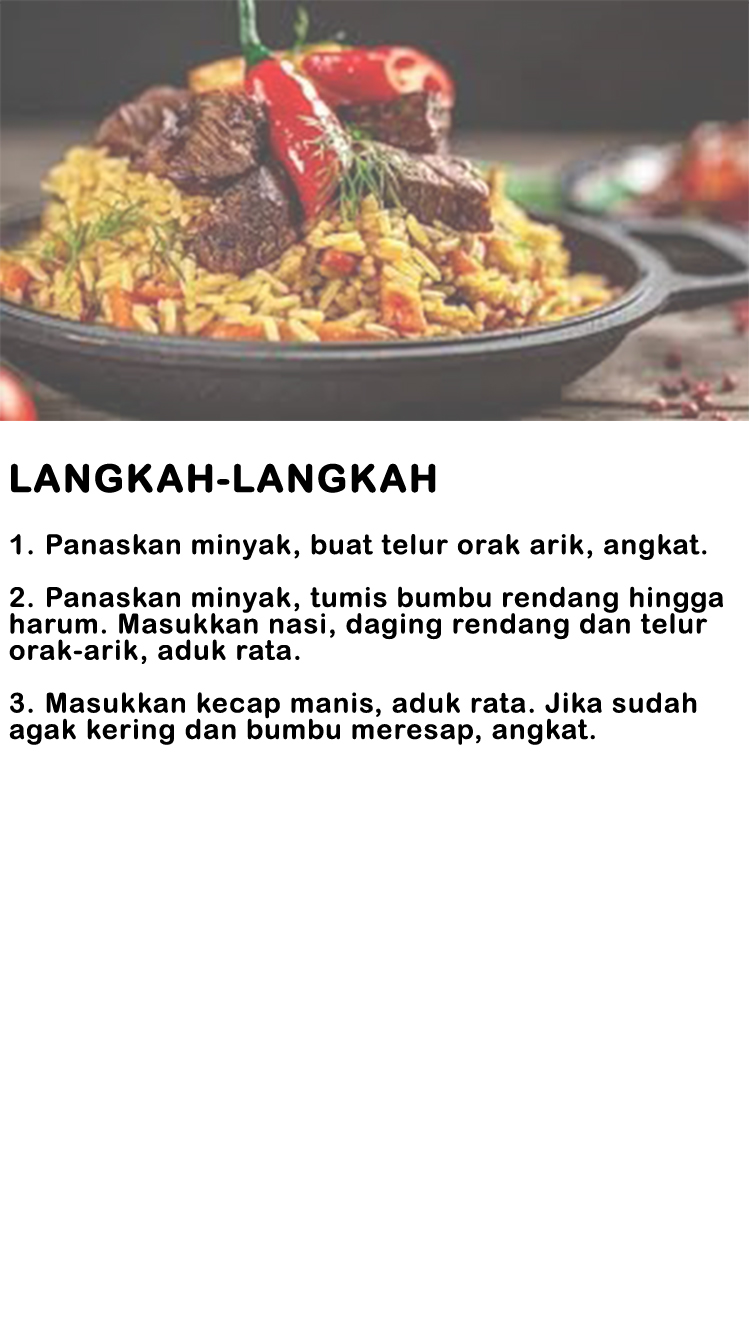 LANGKAH-LANGKAH
1. Panaskan minyak, buat telur orak arik, angkat.
2. Panaskan minyak, tumis bumbu rendang hingga
harum. Masukkan nasi, daging rendang dan telur
orak-arik, aduk rata.
3. Masukkan kecap manis, aduk rata. Jika sudah
agak kering dan bumbu meresap, angkat.